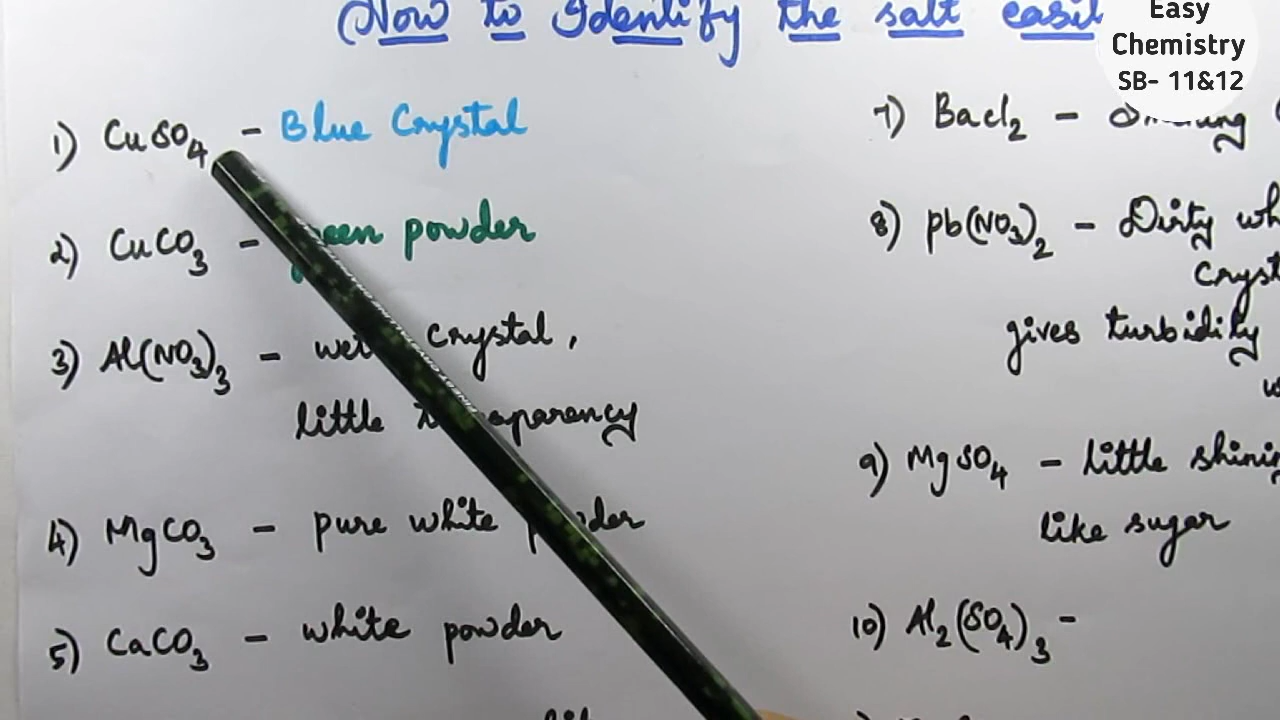 How to Identify the salt
Easy
Chemistry
SB- 11&12
1) CuSO4 - Blue Crystal
2) CuCO3 - powder
3) Al(NO3)3 - crystal,
little
4) MgCO3 - pure white
5) CaCO3 - white powder
7) BaCl2 -
8) pb(NO3)2 - Dirty
gives turbidity
9) MgSO4 - little
like sugar
10) Al2(SO4)3 -